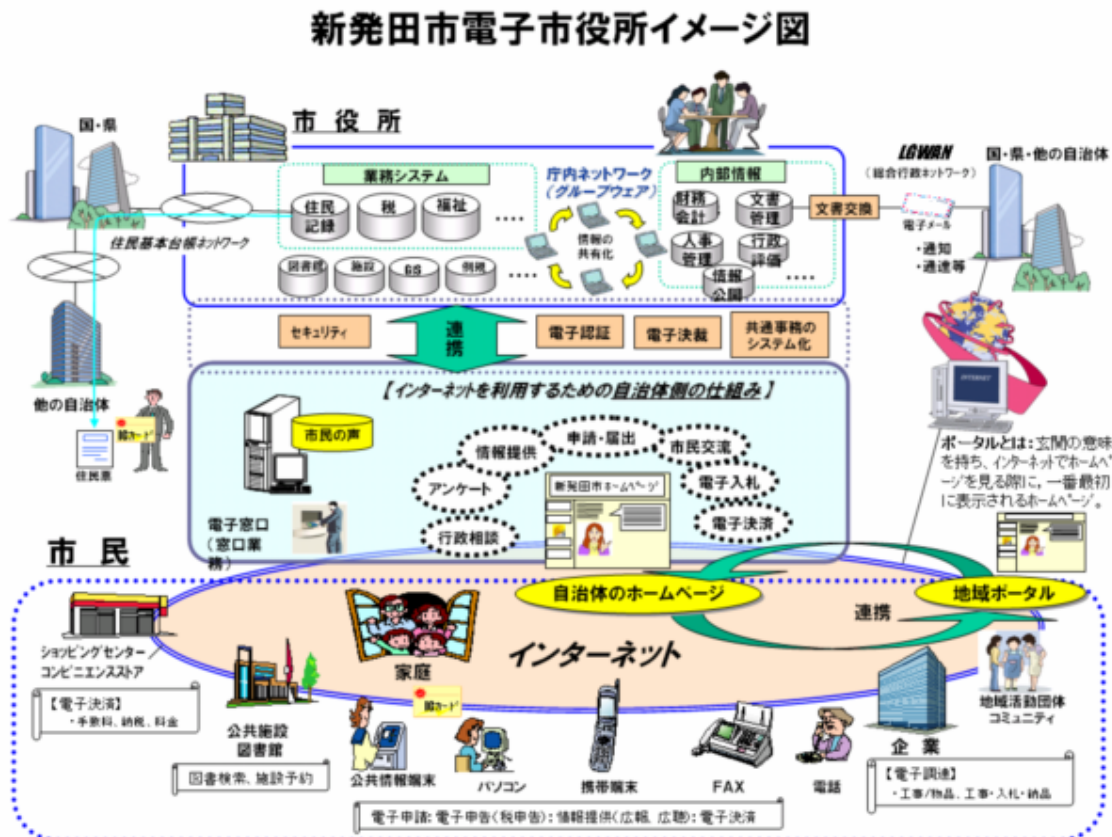 新発田市電子市役所イメージ図
国・県
市役所
LGWAN
(総合行政ネットワーク)
国・県・他の自治体
業務システム
住民
記録
税
福祉
‥‥
図書館
施設
GS
例規
‥‥
庁内ネットワーク
(グループウェア)
情報の
共有化
内部情報
財務
会計
文書
管理
人事
管理
行政
評価
情報
公開
‥‥
文書交換
電子メール
・通知
・通達等
住民基本台帳ネットワーク
セキュリティ
連携
電子認証
電子決裁
共通事務の
システム化
他の自治体
ICカード
住民票
【インターネットを利用するための自治体側の仕組み】
市民の声
情報提供
申請・届出
市民交流
アンケート
新発田市ホームページ
電子入札
行政相談
電子決済
電子窓口
(窓口業
務)
INTERNET
ポータルとは:玄関の意味
を持ち、インターネットでホームペ
ージを見る際に、一番最初
に表示されるホームページ。
市民
自治体のホームページ
地域ポータル
連携
インターネット
ショッピングセンター/
コンビニエンスストア
【電子決済】
・手数料、納税、料金
家庭
公共施設
図書館
図書検索、施設予約
ICカード
公共情報端末
パソコン
携帯端末
FAX
電話
企業
地域活動団体
コミュニティ
【電子調達】
・工事/物品、工事・入札・納品
電子申請:電子申告(税申告):情報提供(広報、広聴):電子決済